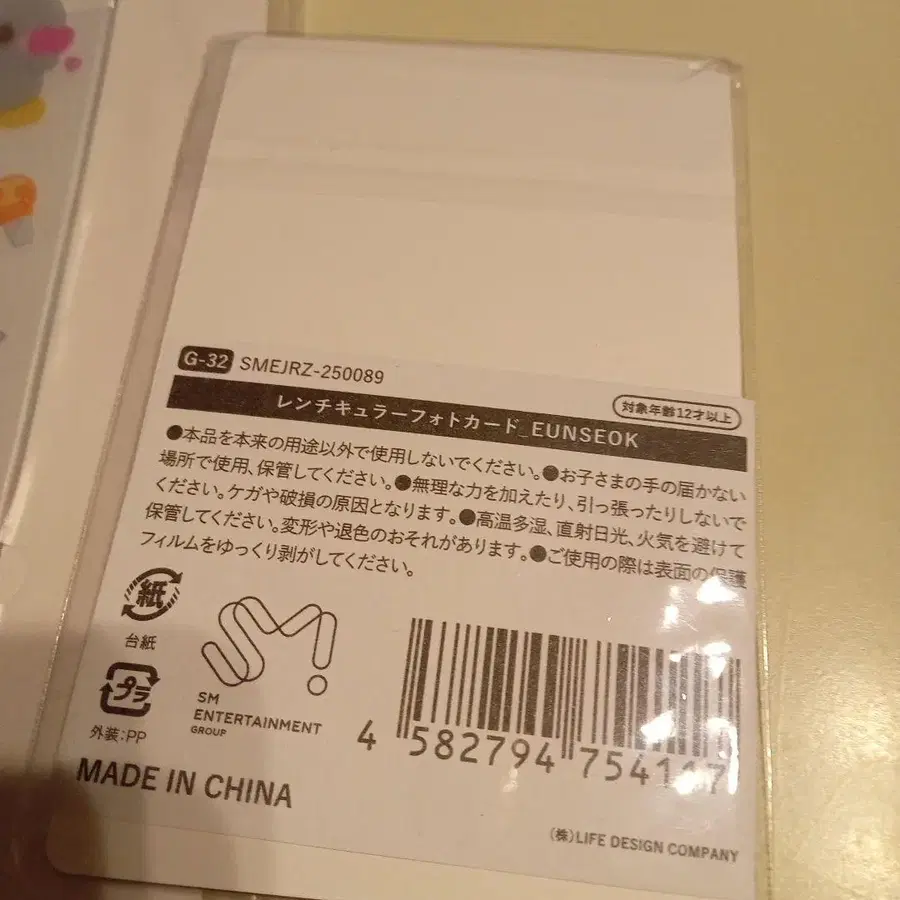 G-32 SMEJRZ-250089
対象年齢12才以上
レンチキュラーフォトカード_EUNSEOK
●本品を本来の用途以外で使用しないでください。●お子さまの手の届かない
場所で使用、保管してください。●無理な力を加えたり、引っ張ったりしないで
ください。ケガや破損の原因となります。●高温多湿、直射日光、火気を避けて
保管してください。変形や退色のおそれがあります。●ご使用の際は表面の保護
フィルムをゆっくり剥がしてください。
紙
台紙
プラ
外装:PP
SM
ENTERTAINMENT
GROUP
4 582794
MADE IN CHINA
(株)LIFE DESIGN COMPANY